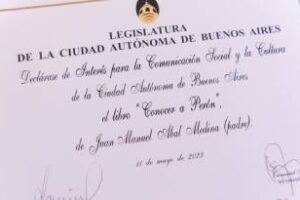 LEGISLATURA
DE LA CIUDAD AUTÓNOMA DE BUENOS AIRES
Declárase de Interés para la Comunicación Social y la Cultura
de la Ciudad Autónoma de Buenos Aires
el libro "Conocer a Perón",
de Juan Manuel Abal Medina (padre).
11 de mayo de 2023